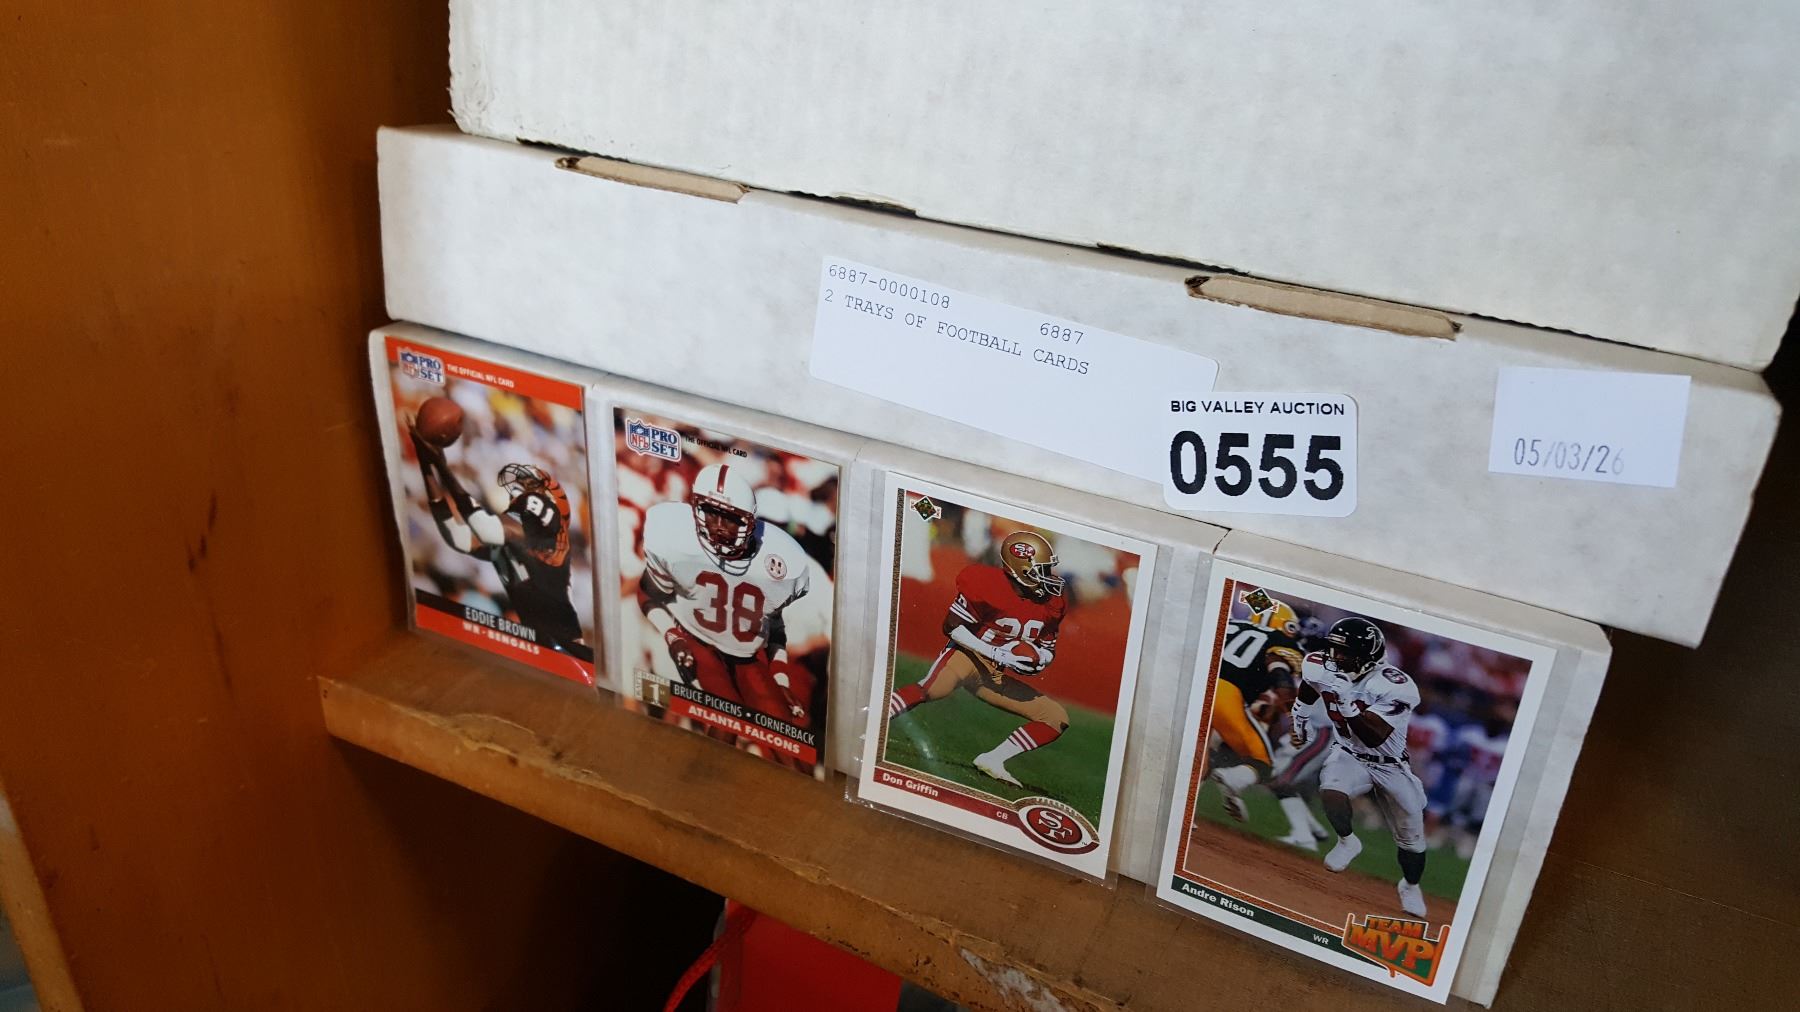 6887-0000108
6887
2 TRAYS OF FOOTBALL CARDS
BIG VALLEY AUCTION
0555
05/03/26
NFL PRO SET
THE OFFICIAL NFL CARD
81
EDDIE BROWN
WR • BENGALS
NFL PRO SET
THE OFFICIAL NFL CARD
N
38
1st
BRUCE PICKENS • CORNERBACK
ATLANTA FALCONS
SF
Don Griffin
CB
SF
Andre Rison
WR
TEAM
MVP